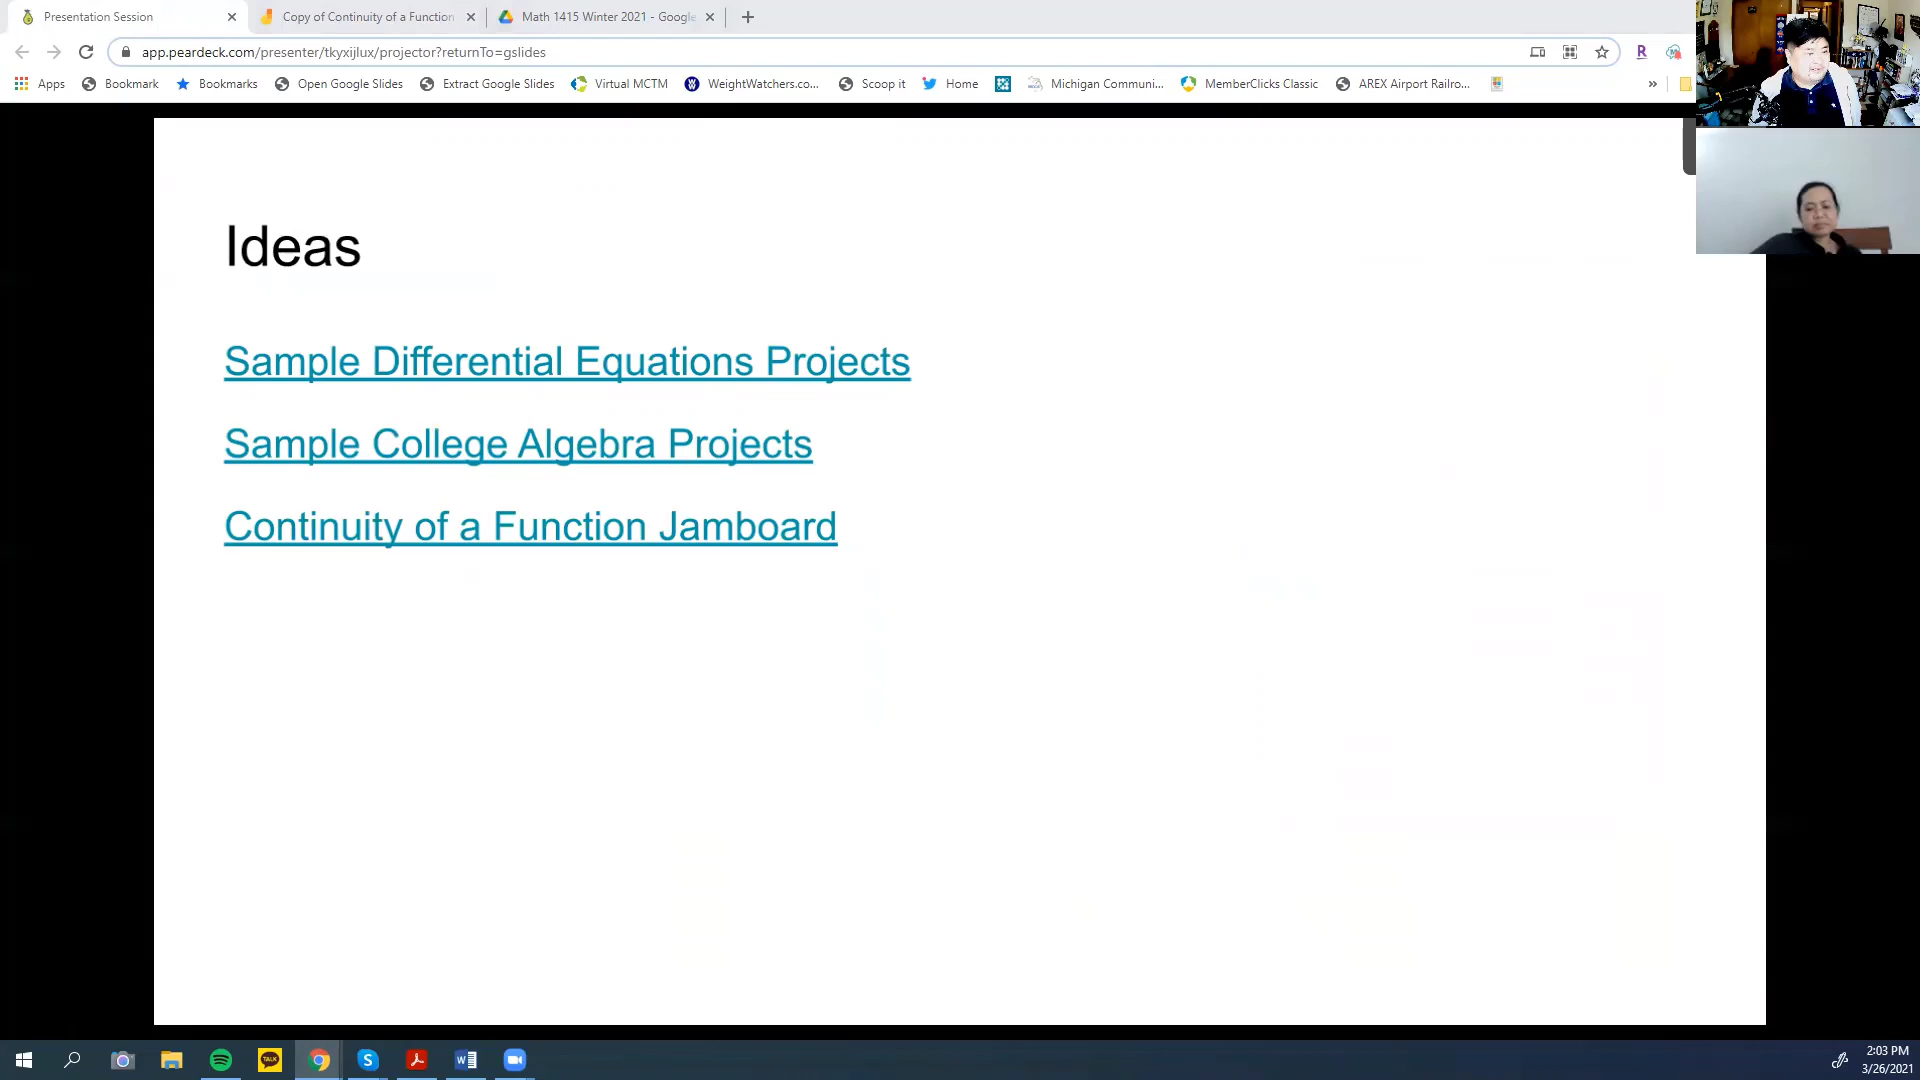 Presentation Session
Copy of Continuity of a Function
Math 1415 Winter 2021 - Google
app.peardeck.com/presenter/tkyxijlux/projector?returnTo=gslides
R
Apps
Bookmark
Bookmarks
Open Google Slides
Extract Google Slides
Virtual MCTM
WeightWatchers.co...
Scoop it
Home
Michigan Communi...
MemberClicks Classic
AREX Airport Railro...
»
Ideas
Sample Differential Equations Projects
Sample College Algebra Projects
Continuity of a Function Jamboard
TALK
2:03 PM
3/26/2021